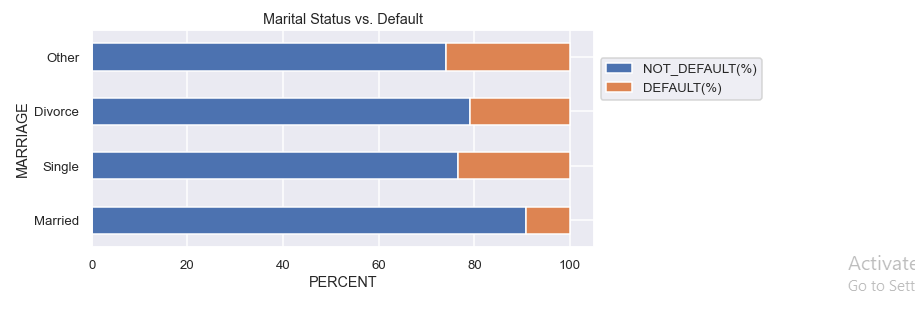 Marital Status vs. Default
Other
Divorce
Single
Married
MARRIAGE
0 20 40 60 80 100
PERCENT
NOT_DEFAULT(%)
DEFAULT(%)
Activate
Go to Sett